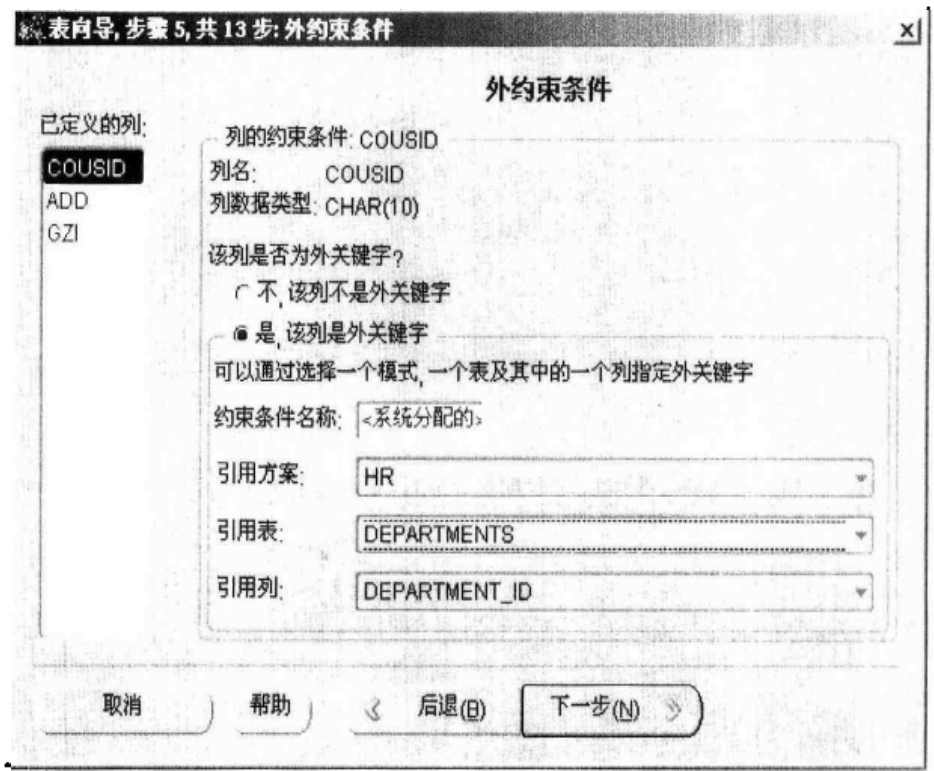 表向导, 步骤 5, 共 13 步: 外约束条件
外约束条件
已定义的列:
COUSID
ADD
GZI
列的约束条件: COUSID
列名: COUSID
列数据类型: CHAR(10)
该列是否为外关键字?
不, 该列不是外关键字
是, 该列是外关键字
可以通过选择一个模式, 一个表及其中的一个列指定外关键字
约束条件名称: <系统分配的>
引用方案: HR
引用表: DEPARTMENTS
引用列: DEPARTMENT_ID
取消 帮助 后退(B) 下一步(N)